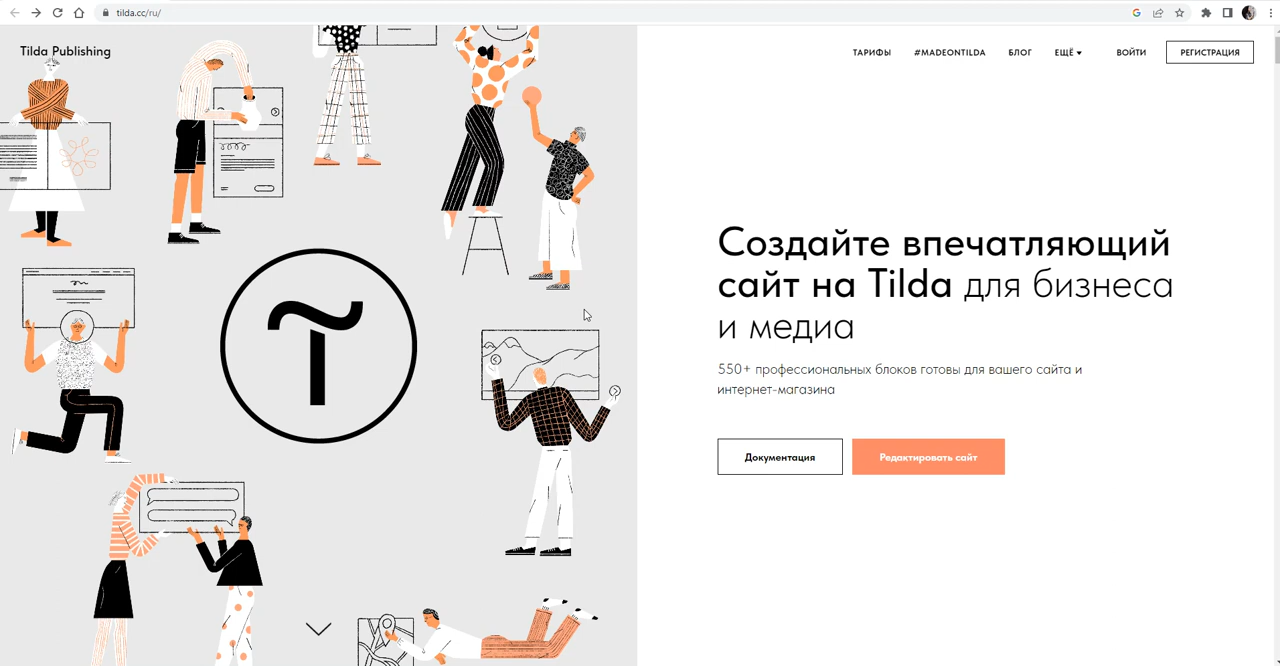 tilda.cc/ru/
Tilda Publishing
ТАРИФЫ #MADEONTILDA БЛОГ ЕЩЁ ВОЙТИ РЕГИСТРАЦИЯ
Создайте впечатляющий
сайт на Tilda для бизнеса
и медиа
550+ профессиональных блоков готовы для вашего сайта и
интернет-магазина
Документация Редактировать сайт